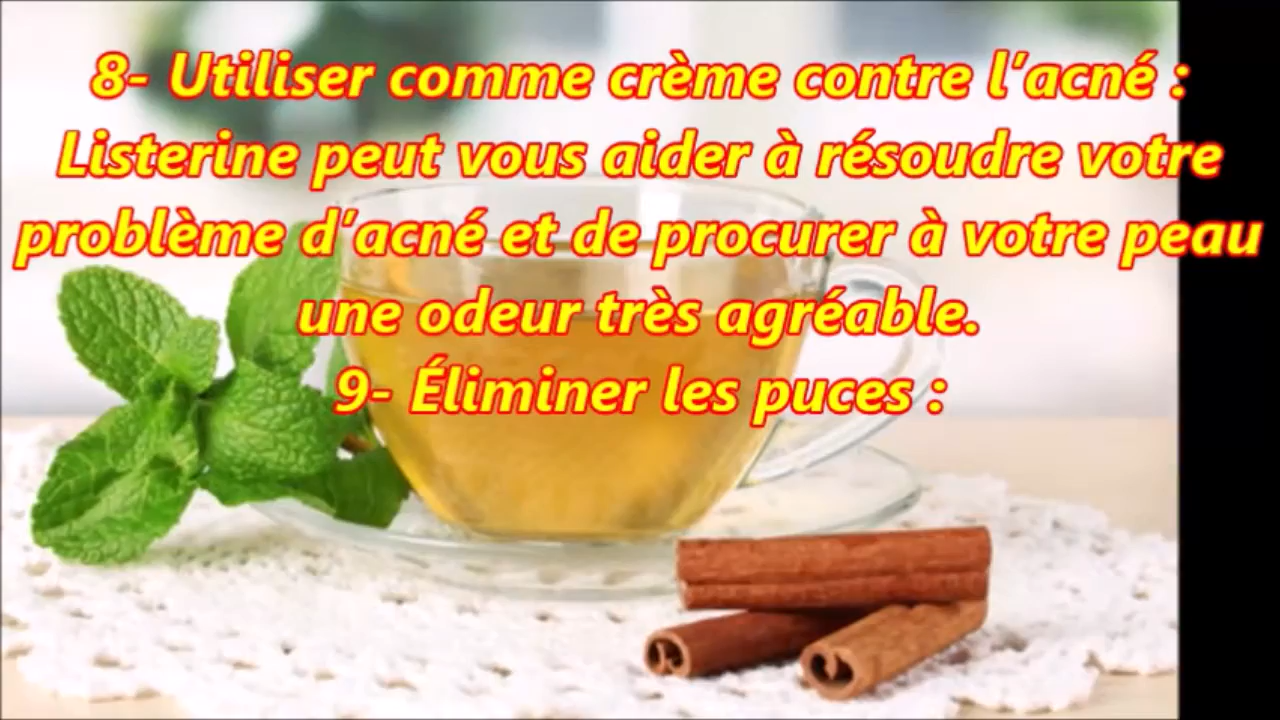 8- Utiliser comme crème contre l’acné :
Listerine peut vous aider à résoudre votre
problème d’acné et de procurer à votre peau
une odeur très agréable.
9- Éliminer les puces :